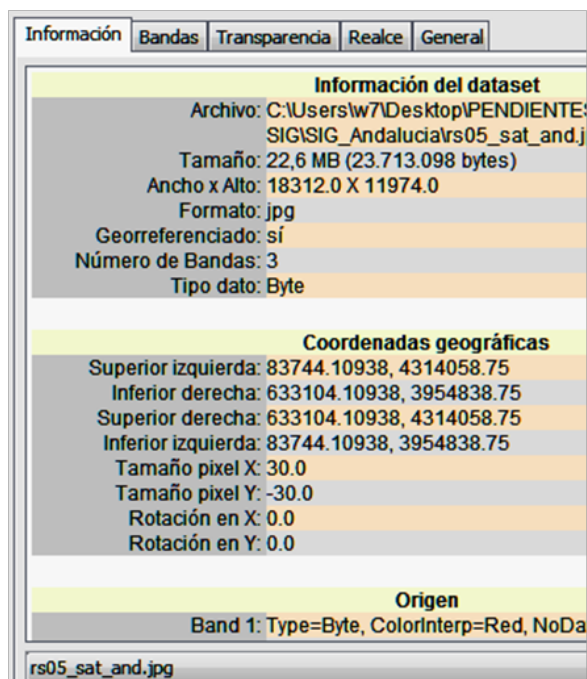 Información Bandas Transparencia Realce General
Información del dataset
Archivo: C:\Users\w7\Desktop\PENDIENTES
SIG\SIG_Andalucia\rs05_sat_and.j
Tamaño: 22,6 MB (23.713.098 bytes)
Ancho x Alto: 18312.0 X 11974.0
Formato: jpg
Georreferenciado: sí
Número de Bandas: 3
Tipo dato: Byte
Coordenadas geográficas
Superior izquierda: 83744.10938, 4314058.75
Inferior derecha: 633104.10938, 3954838.75
Superior derecha: 633104.10938, 4314058.75
Inferior izquierda: 83744.10938, 3954838.75
Tamaño pixel X: 30.0
Tamaño pixel Y: -30.0
Rotación en X: 0.0
Rotación en Y: 0.0
Origen
Band 1: Type=Byte, ColorInterp=Red, NoDa
rs05_sat_and.jpg